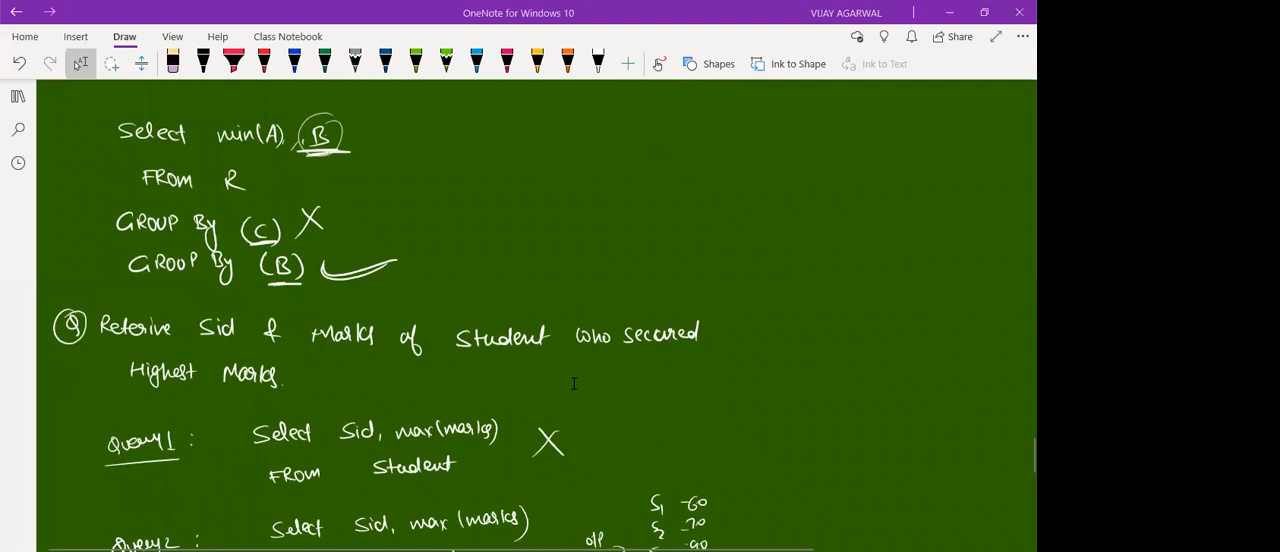 OneNote for Windows 10
VIJAY AGARWAL
Home Insert Draw View Help Class Notebook
Share
Shapes Ink to Shape Ink to Text
Select min(A), B
FROM R
GROUP By (C) X
GROUP By (B)
Q Reterive Sid & Marks of Student who secured
Highest Marks.
Query1: Select Sid, max(marks) X
FROM Student
S1 -60
Query2: Select Sid, max(marks)
S2 -70
O/P -90